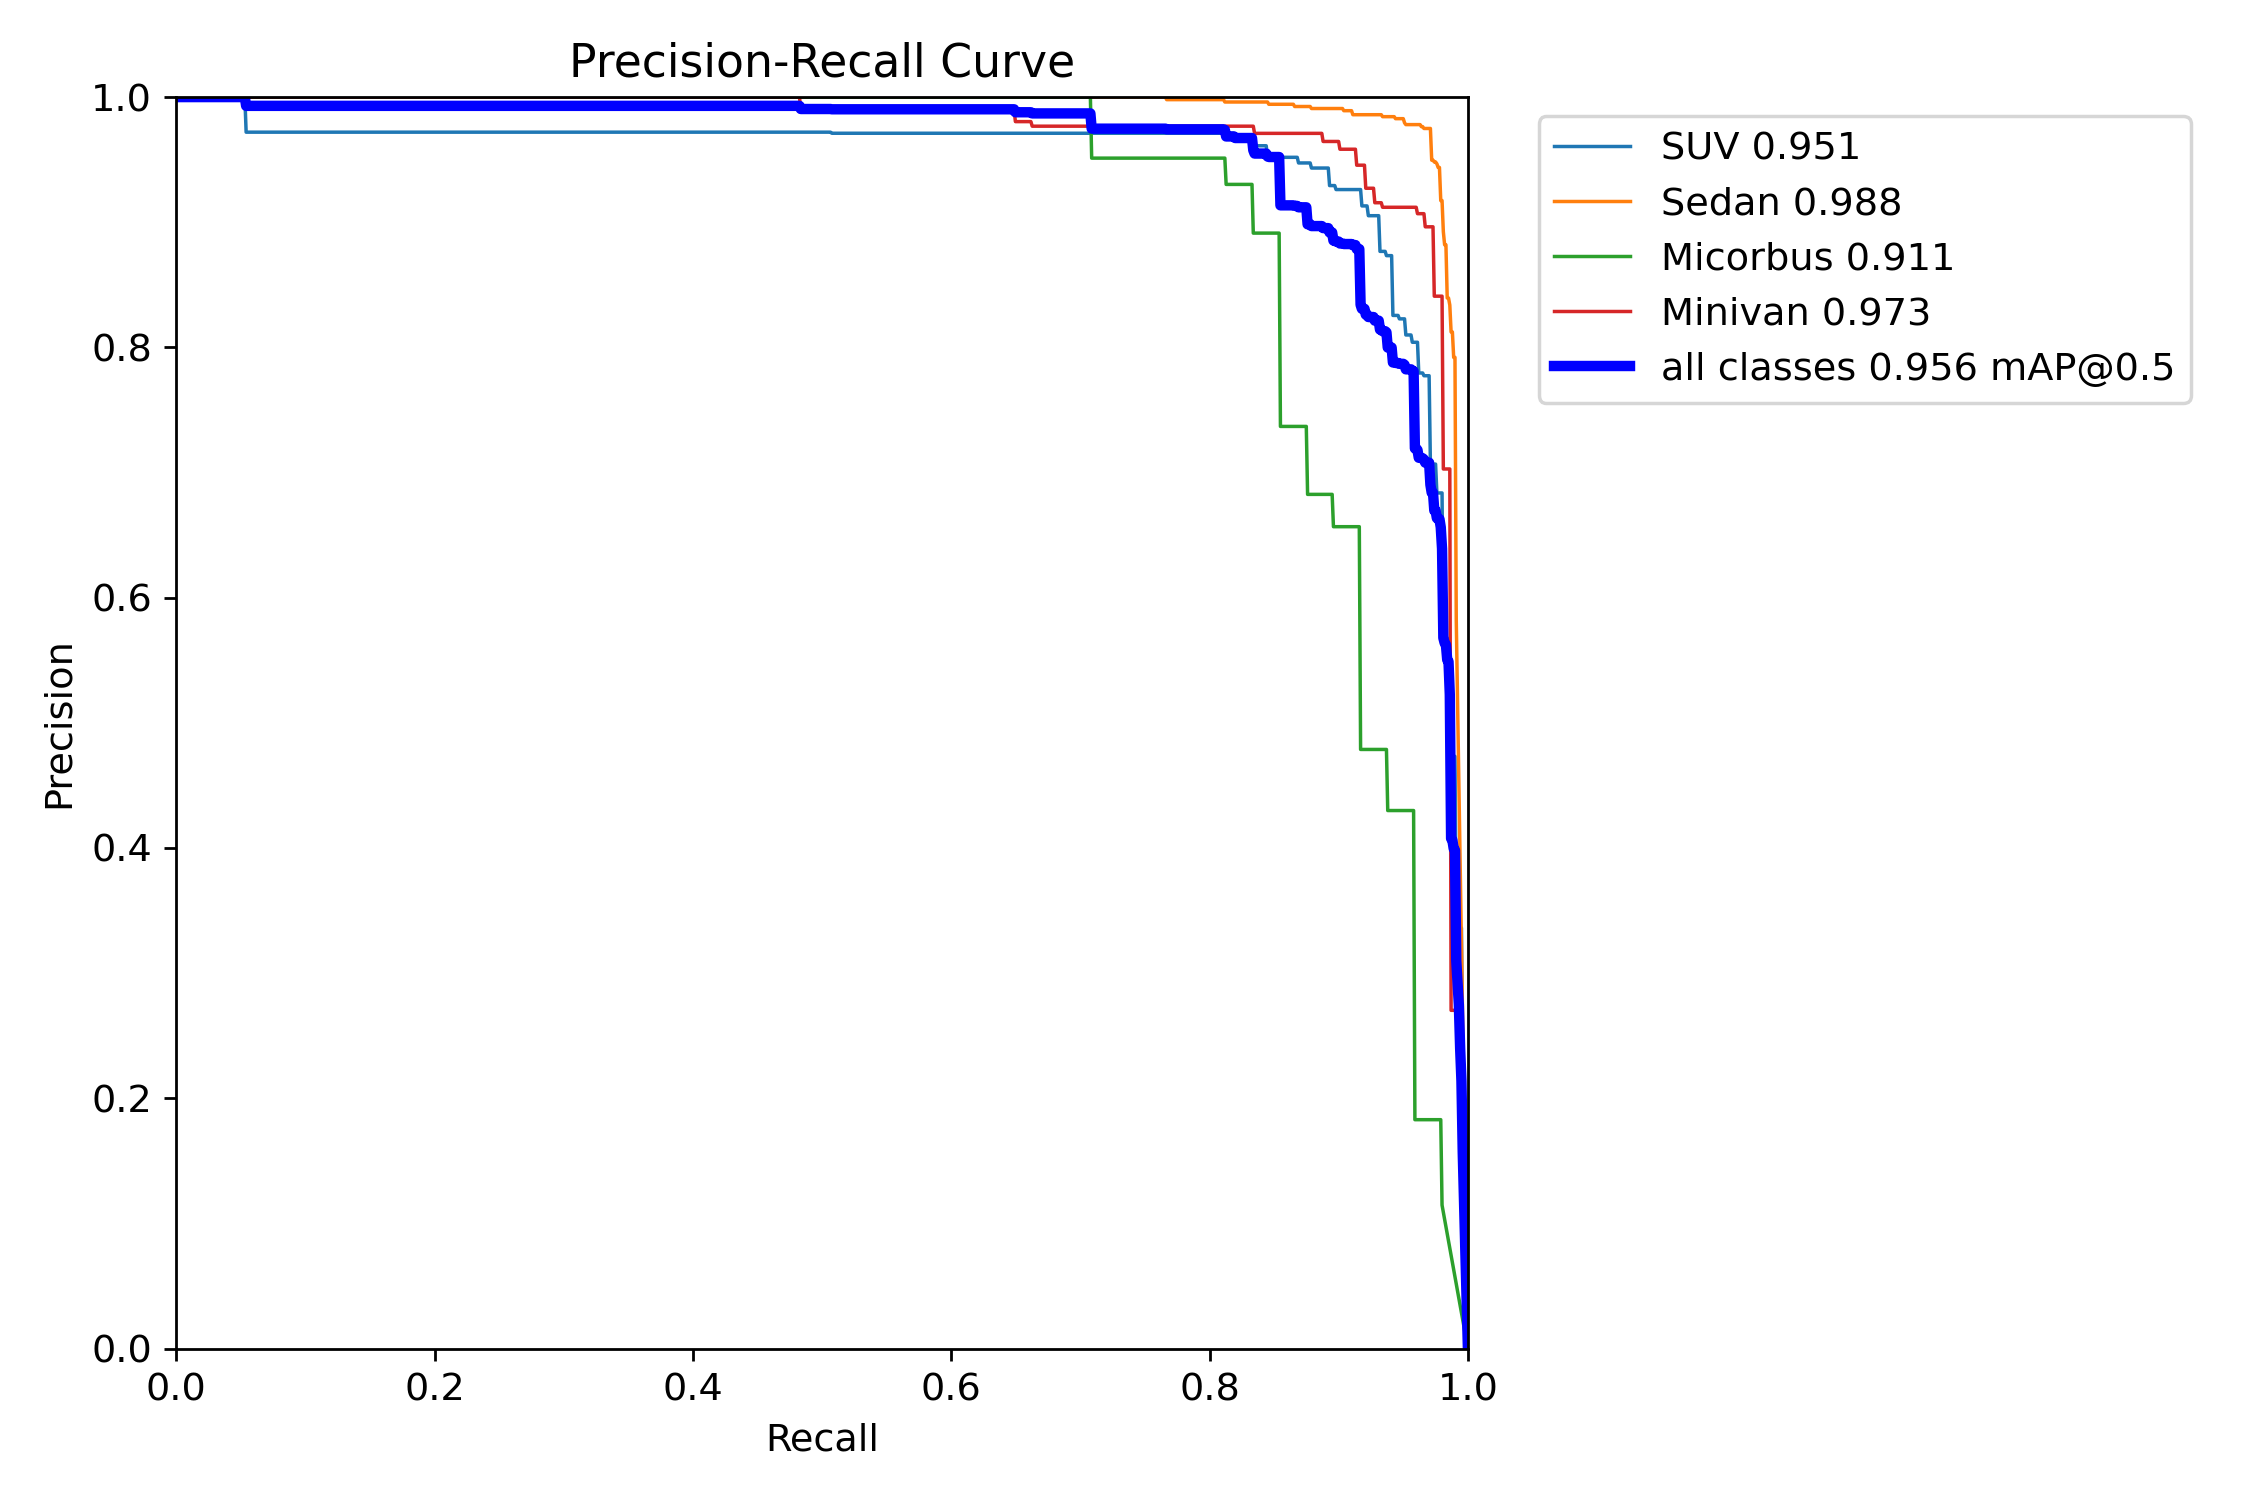 Precision-Recall Curve
1.0
0.8
0.6
0.4
0.2
0.0
Precision
0.0 0.2 0.4 0.6 0.8 1.0
Recall
SUV 0.951
Sedan 0.988
Micorbus 0.911
Minivan 0.973
all classes 0.956 mAP@0.5